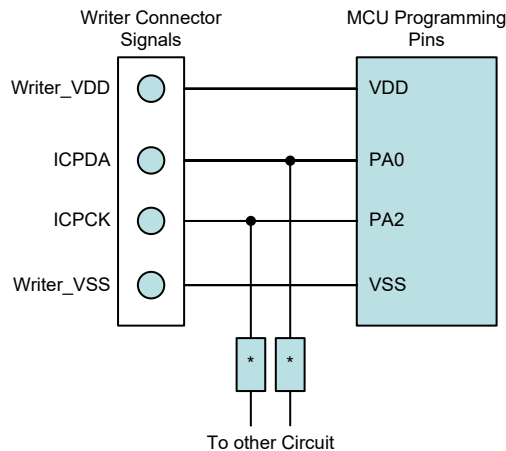 Writer Connector
Signals
MCU Programming
Pins
Writer_VDD
VDD
ICPDA
PA0
ICPCK
PA2
Writer_VSS
VSS
*
*
To other Circuit